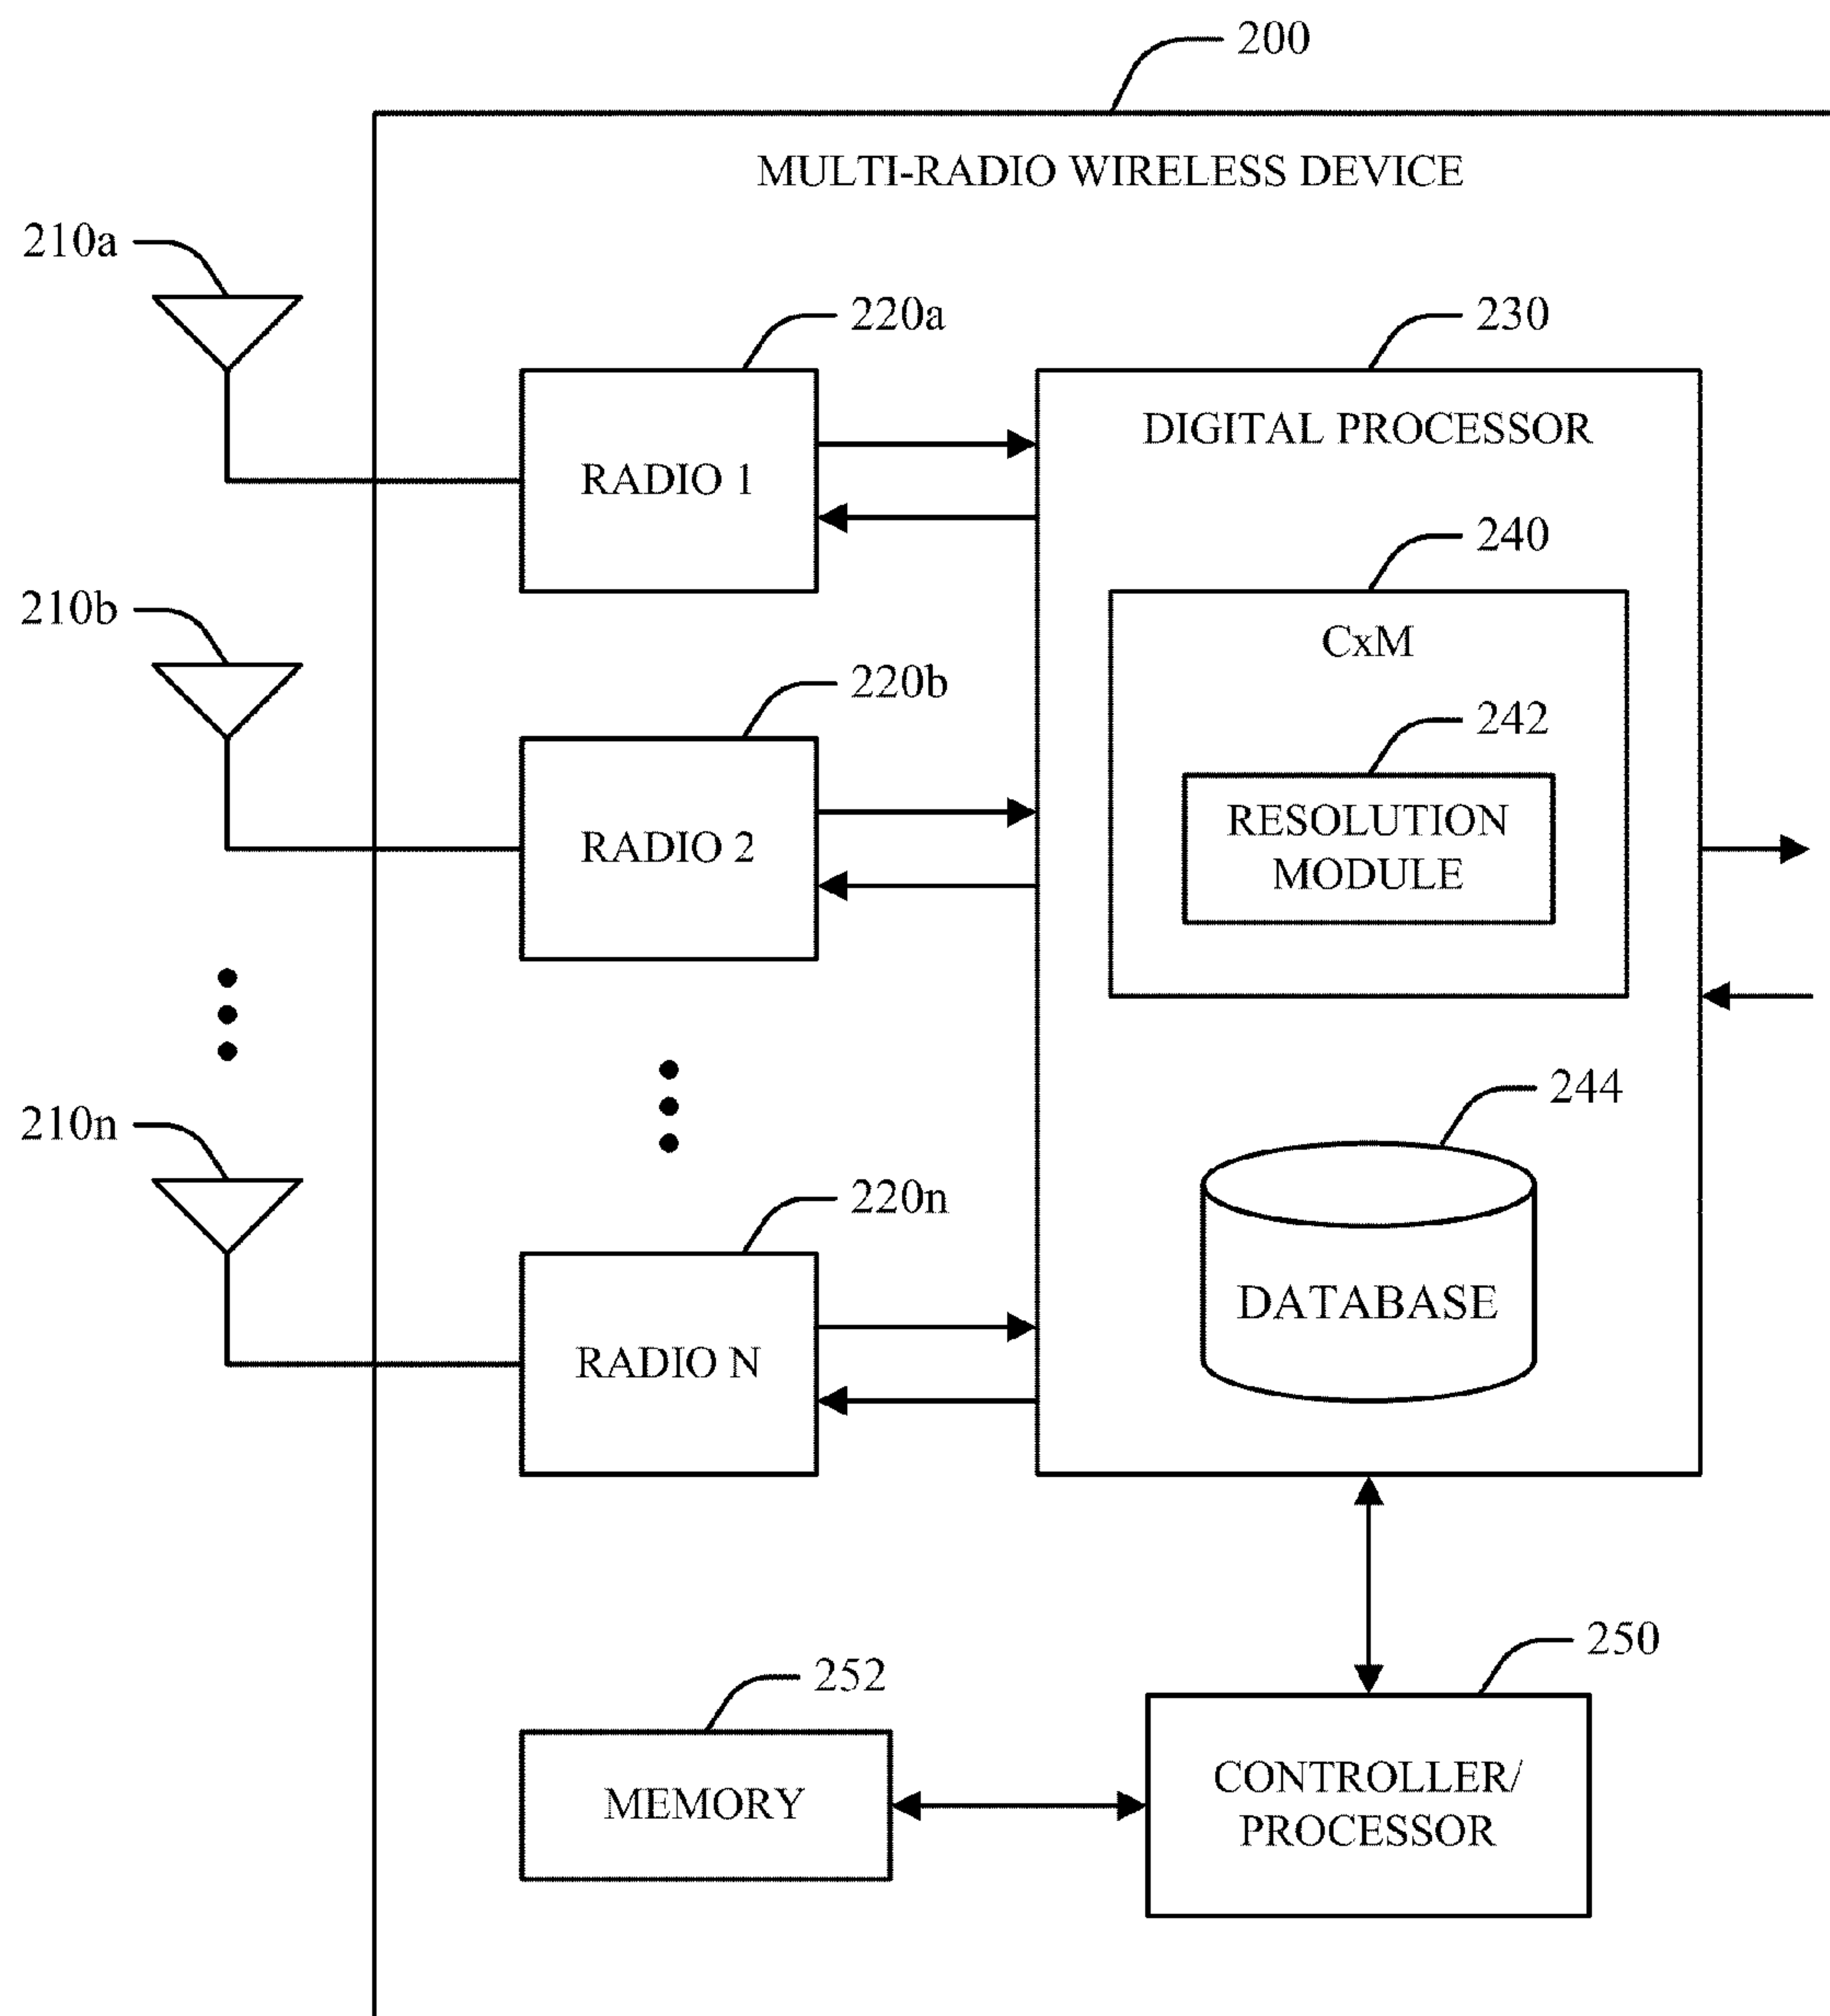 200
MULTI-RADIO WIRELESS DEVICE
210a
220a
230
DIGITAL PROCESSOR
RADIO 1
240
210b
CxM
220b
242
RESOLUTION
MODULE
RADIO 2
244
210n
220n
DATABASE
RADIO N
250
252
CONTROLLER/
PROCESSOR
MEMORY